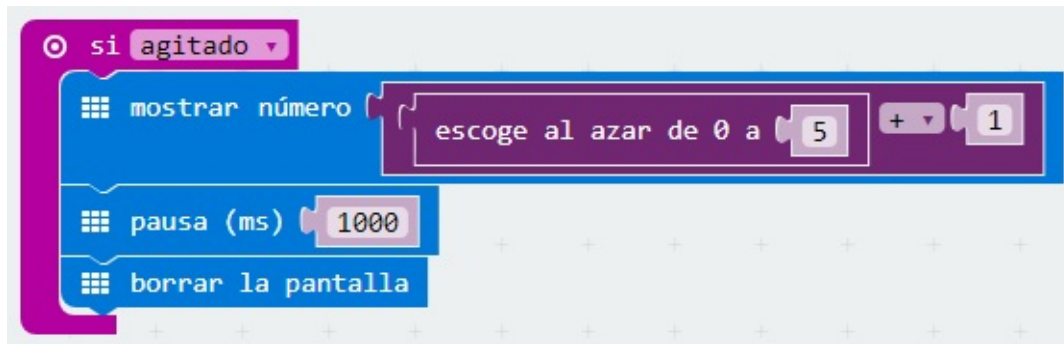 si agitado
mostrar número escoge al azar de 0 a 5 + 1
pausa (ms) 1000
borrar la pantalla